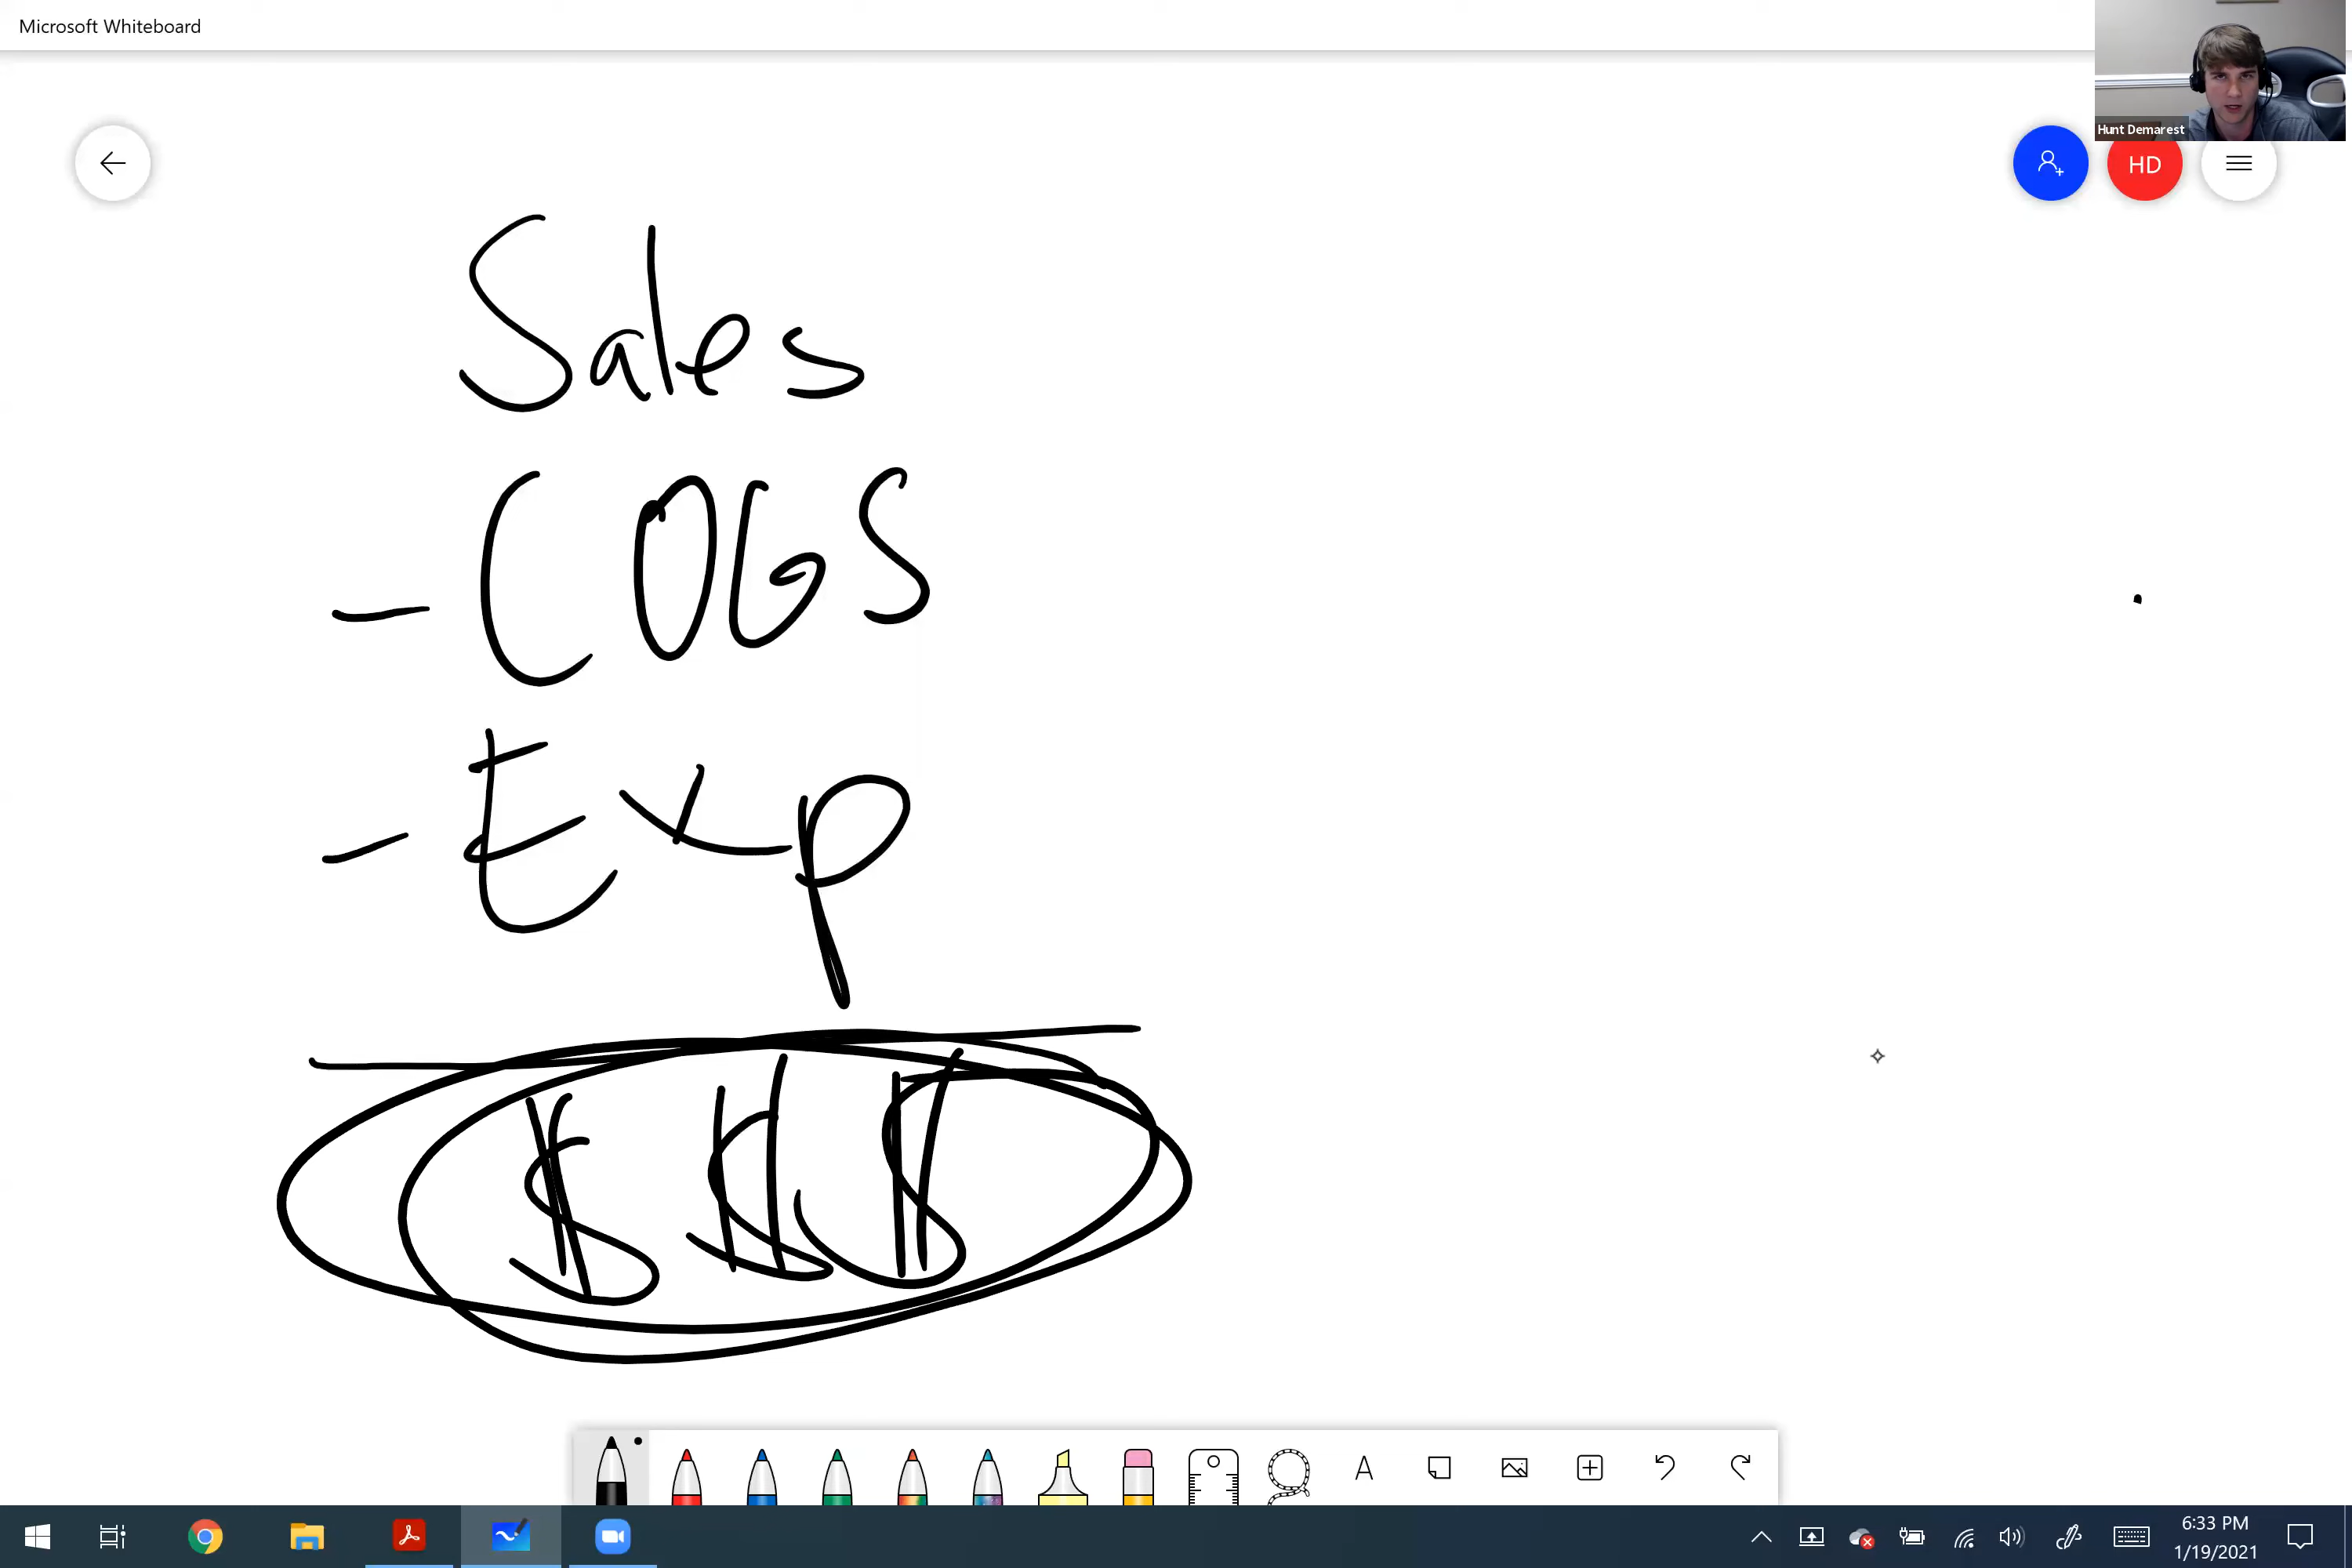 Microsoft Whiteboard
Hunt Demarest
HD
Sales
- COGS
- Exp
$ $ $
A
6:33 PM
1/19/2021